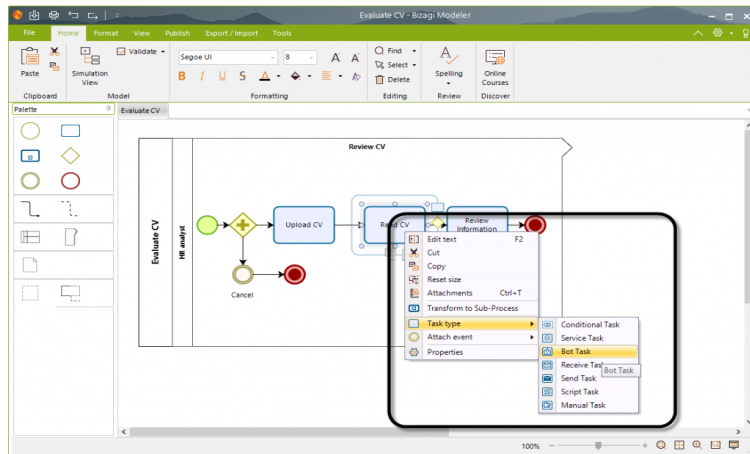 Evaluate CV - Bizagi Modeler
File Home Format View Publish Export / Import Tools
Paste
Simulation View
Validate
Segoe UI 8
B I U S A
A A
Find
Select
Delete
Spelling
Online Courses
Clipboard Model Formatting Editing Review Discover
Palette
Evaluate CV
Review CV
Evaluate CV
HR analyst
Upload CV
Read CV
Review
Information
Cancel
Edit text F2
Cut
Copy
Reset size
Attachments Ctrl+T
Transform to Sub-Process
Task type
Attach event
Properties
Conditional Task
Service Task
Bot Task
Receive Task
Bot Task
Send Task
Script Task
Manual Task
100%